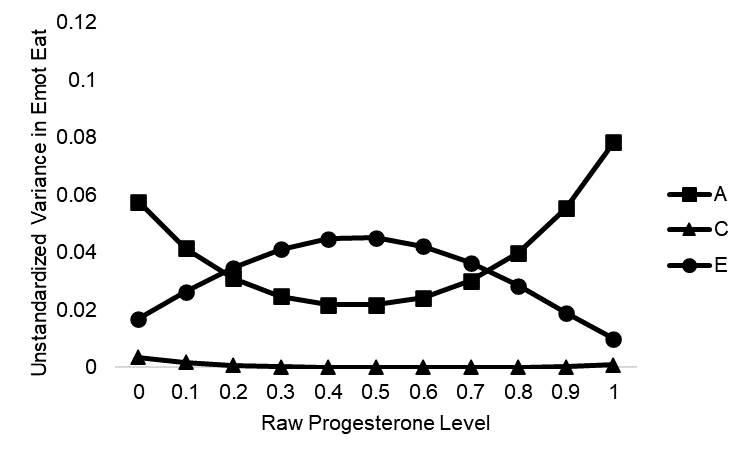 Unstandardized Variance in Emot Eat
0.12
0.1
0.08
0.06
0.04
0.02
0
0 0.1 0.2 0.3 0.4 0.5 0.6 0.7 0.8 0.9 1
Raw Progesterone Level
A
C
E